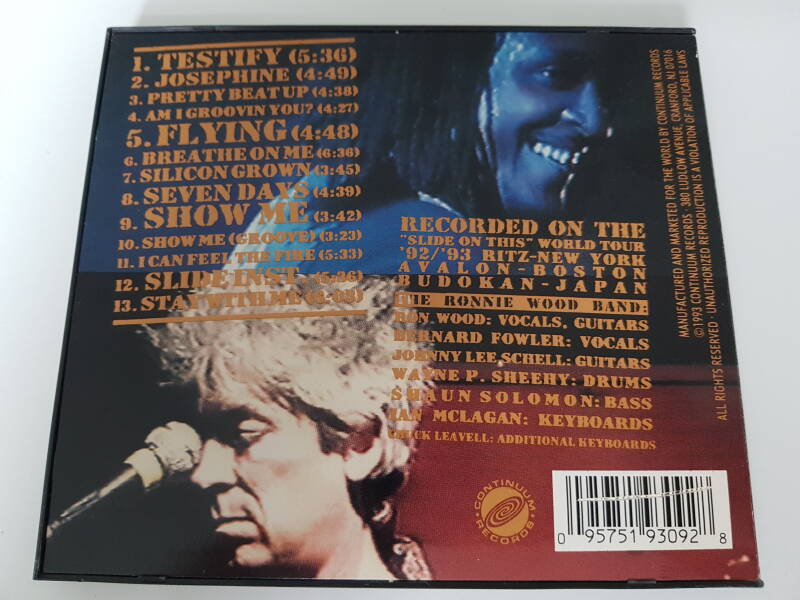 1. TESTIFY (5:36)
2. JOSEPHINE (4:49)
3. PRETTY BEAT UP (4:38)
4. AM I GROOVIN YOU? (4:27)
5. FLYING (4:48)
6. BREATHE ON ME (6:36)
7. SILICON GROWN (3:45)
8. SEVEN DAYS (4:39)
9. SHOW ME (3:42)
10. SHOW ME (GROOVE) (3:23)
11. I CAN FEEL THE FIRE (5:33)
12. SLIDE INST.
13. STAY WITH ME
RECORDED ON THE
"SLIDE ON THIS" WORLD TOUR
'92/'93 RITZ-NEW YORK
AVALON-BOSTON
BUDOKAN-JAPAN
THE RONNIE WOOD BAND:
RON WOOD: VOCALS, GUITARS
BERNARD FOWLER: VOCALS
JOHNNY LEE SCHELL: GUITARS
WAYNE P. SHEEHY: DRUMS
SHAUN SOLOMON: BASS
IAN MCLAGAN: KEYBOARDS
CHUCK LEAVELL: ADDITIONAL KEYBOARDS
MANUFACTURED AND MARKETED FOR THE WORLD BY CONTINUUM RECORDS
©1993 CONTINUUM RECORDS · 380 LUDLOW AVENUE, CRANFORD, NJ 07016
ALL RIGHTS RESERVED · UNAUTHORIZED REPRODUCTION IS A VIOLATION OF APPLICABLE LAWS
CONTINUUM
RECORDS
0 95751 93092 8